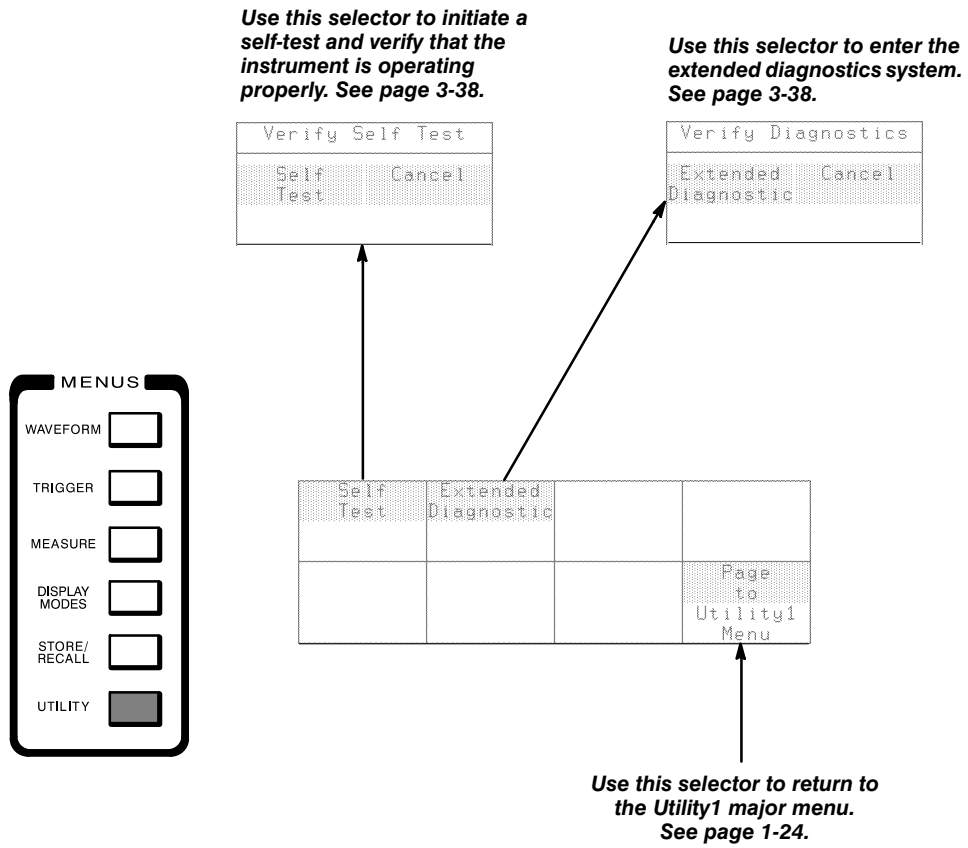 Use this selector to initiate a
self-test and verify that the
instrument is operating
properly. See page 3-38.
Use this selector to enter the
extended diagnostics system.
See page 3-38.
Verify Self Test
Self Cancel
Test
Verify Diagnostics
Extended Cancel
Diagnostic
MENUS
WAVEFORM
TRIGGER
MEASURE
DISPLAY
MODES
STORE/
RECALL
UTILITY
Self
Test
Extended
Diagnostic
Page
to
Utility1
Menu
Use this selector to return to
the Utility1 major menu.
See page 1-24.